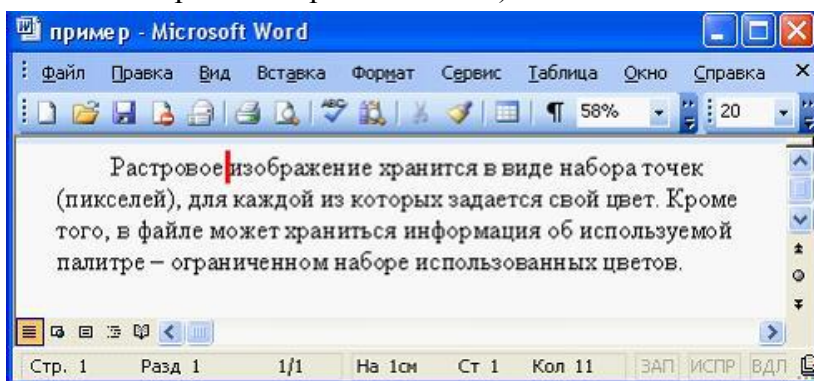 пример - Microsoft Word
Файл Правка Вид Вставка Формат Сервис Таблица Окно Справка
58% 20
Растровое изображение хранится в виде набора точек
(пикселей), для каждой из которых задается свой цвет. Кроме
того, в файле может храниться информация об используемой
палитре – ограниченном наборе использованных цветов.
Стр. 1 Разд 1 1/1 На 1см Ст 1 Кол 11 ЗАП ИСПР ВДЛ